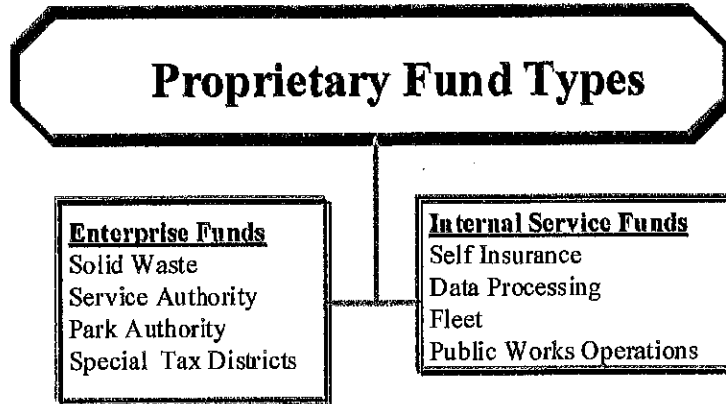 Proprietary Fund Types
Enterprise Funds
Solid Waste
Service Authority
Park Authority
Special Tax Districts
Internal Service Funds
Self Insurance
Data Processing
Fleet
Public Works Operations